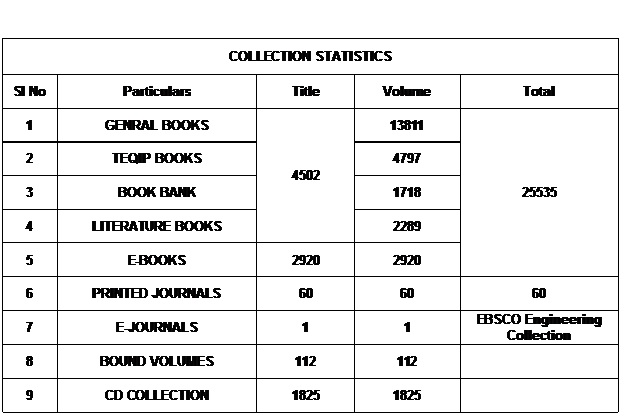 COLLECTION STATISTICS
Sl No Particulars Title Volume Total
1 GENRAL BOOKS 4502 13811 25535
2 TEQIP BOOKS 4797
3 BOOK BANK 1718
4 LITERATURE BOOKS 2289
5 E-BOOKS 2920 2920
6 PRINTED JOURNALS 60 60 60
7 E-JOURNALS 1 1 EBSCO Engineering
Collection
8 BOUND VOLUMES 112 112
9 CD COLLECTION 1825 1825